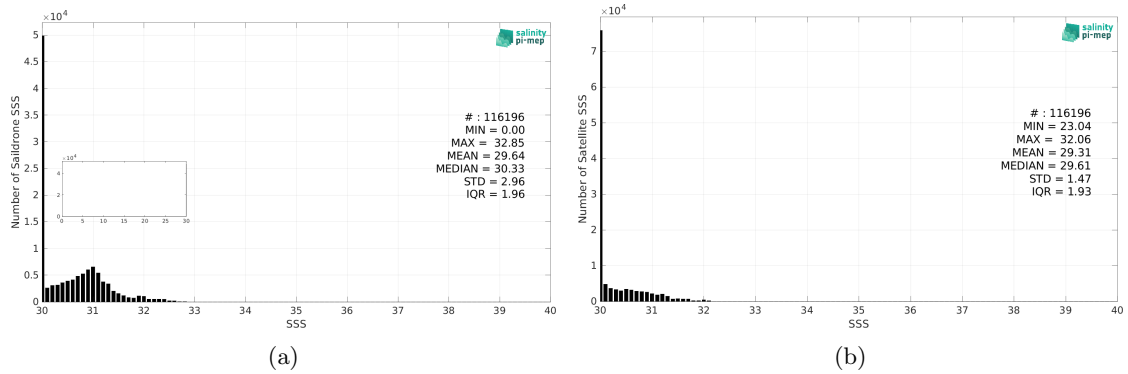 ×10⁴
5
4.5
4
3.5
3
2.5
2
1.5
1
0.5
0
Number of Saildrone SSS
salinity
pi-mep
# : 116196
MIN = 0.00
MAX = 32.85
MEAN = 29.64
MEDIAN = 30.33
STD = 2.96
IQR = 1.96
×10⁴
4
2
0
0 5 10 15 20 25 30
30 31 32 33 34 35 36 37 38 39 40
SSS
(a)
×10⁴
7
6
5
4
3
2
1
0
Number of Satellite SSS
salinity
pi-mep
# : 116196
MIN = 23.04
MAX = 32.06
MEAN = 29.31
MEDIAN = 29.61
STD = 1.47
IQR = 1.93
30 31 32 33 34 35 36 37 38 39 40
SSS
(b)